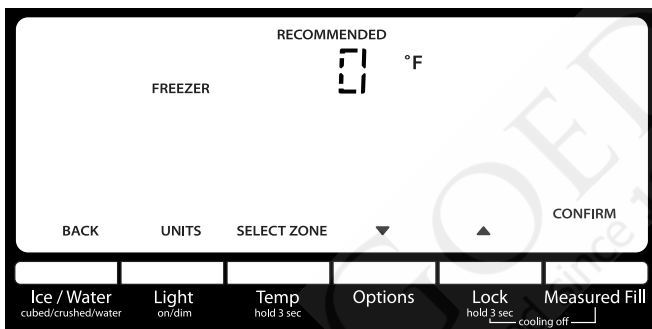 RECOMMENDED
0 °F
FREEZER
CONFIRM
BACK UNITS SELECT ZONE ▼ ▲
Ice / Water Light Temp Options Lock Measured Fill
cubed/crushed/water on/dim hold 3 sec hold 3 sec
cooling off